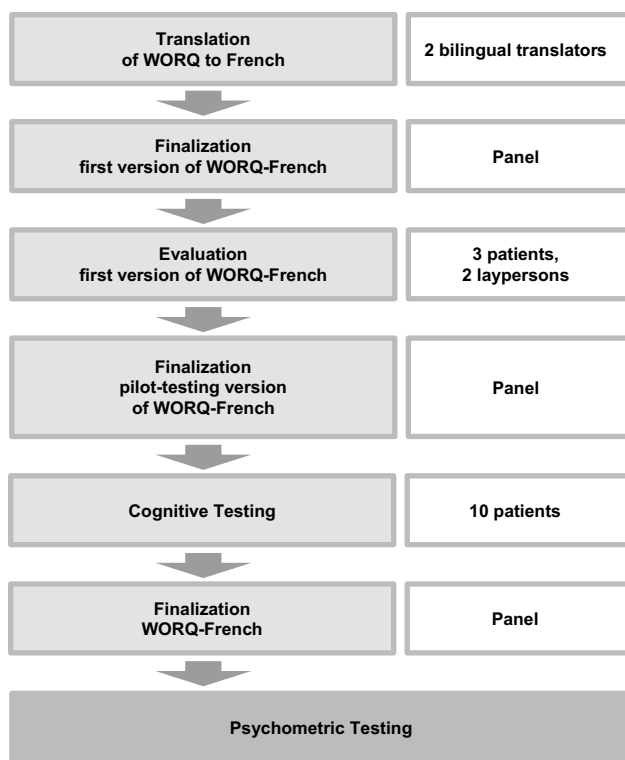 Translation
of WORQ to French
2 bilingual translators
Finalization
first version of WORQ-French
Panel
Evaluation
first version of WORQ-French
3 patients,
2 laypersons
Finalization
pilot-testing version
of WORQ-French
Panel
Cognitive Testing
10 patients
Finalization
WORQ-French
Panel
Psychometric Testing